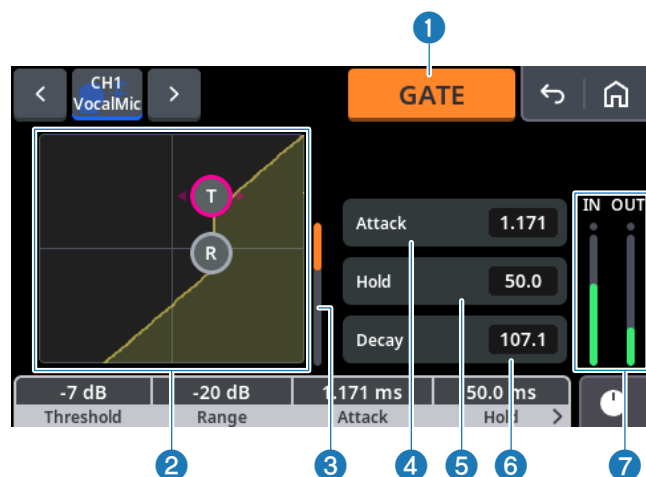 1
CH1
VocalMic
GATE
T
R
IN OUT
Attack 1.171
Hold 50.0
Decay 107.1
-7 dB -20 dB 1.171 ms 50.0 ms
Threshold Range Attack Hold >
2 3 4 5 6 7